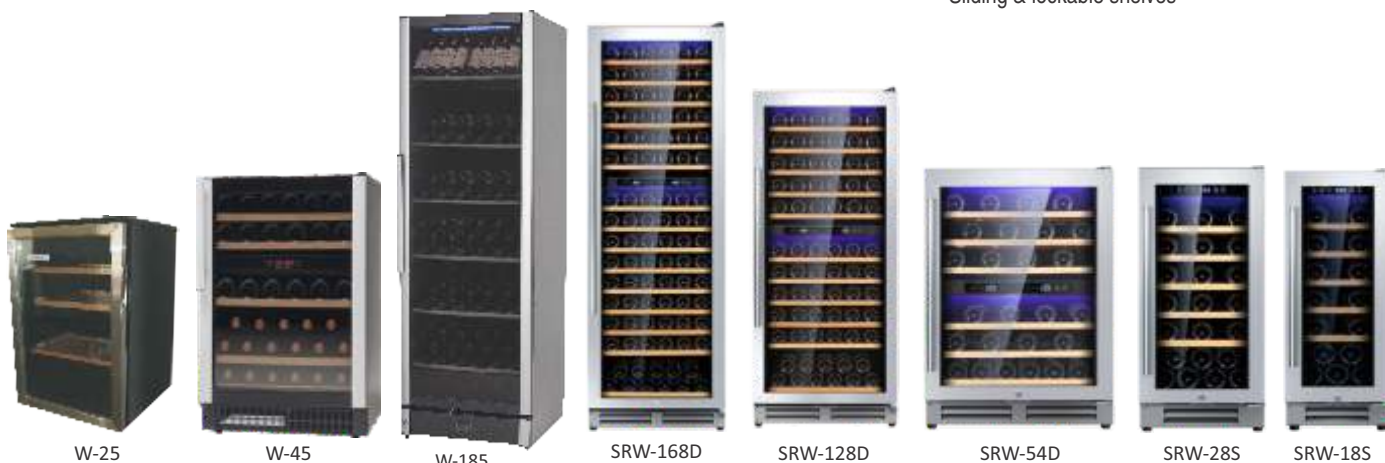 Sliding & lockable shelves
W-25
W-45
W-185
SRW-168D
SRW-128D
SRW-54D
SRW-28S
SRW-18S